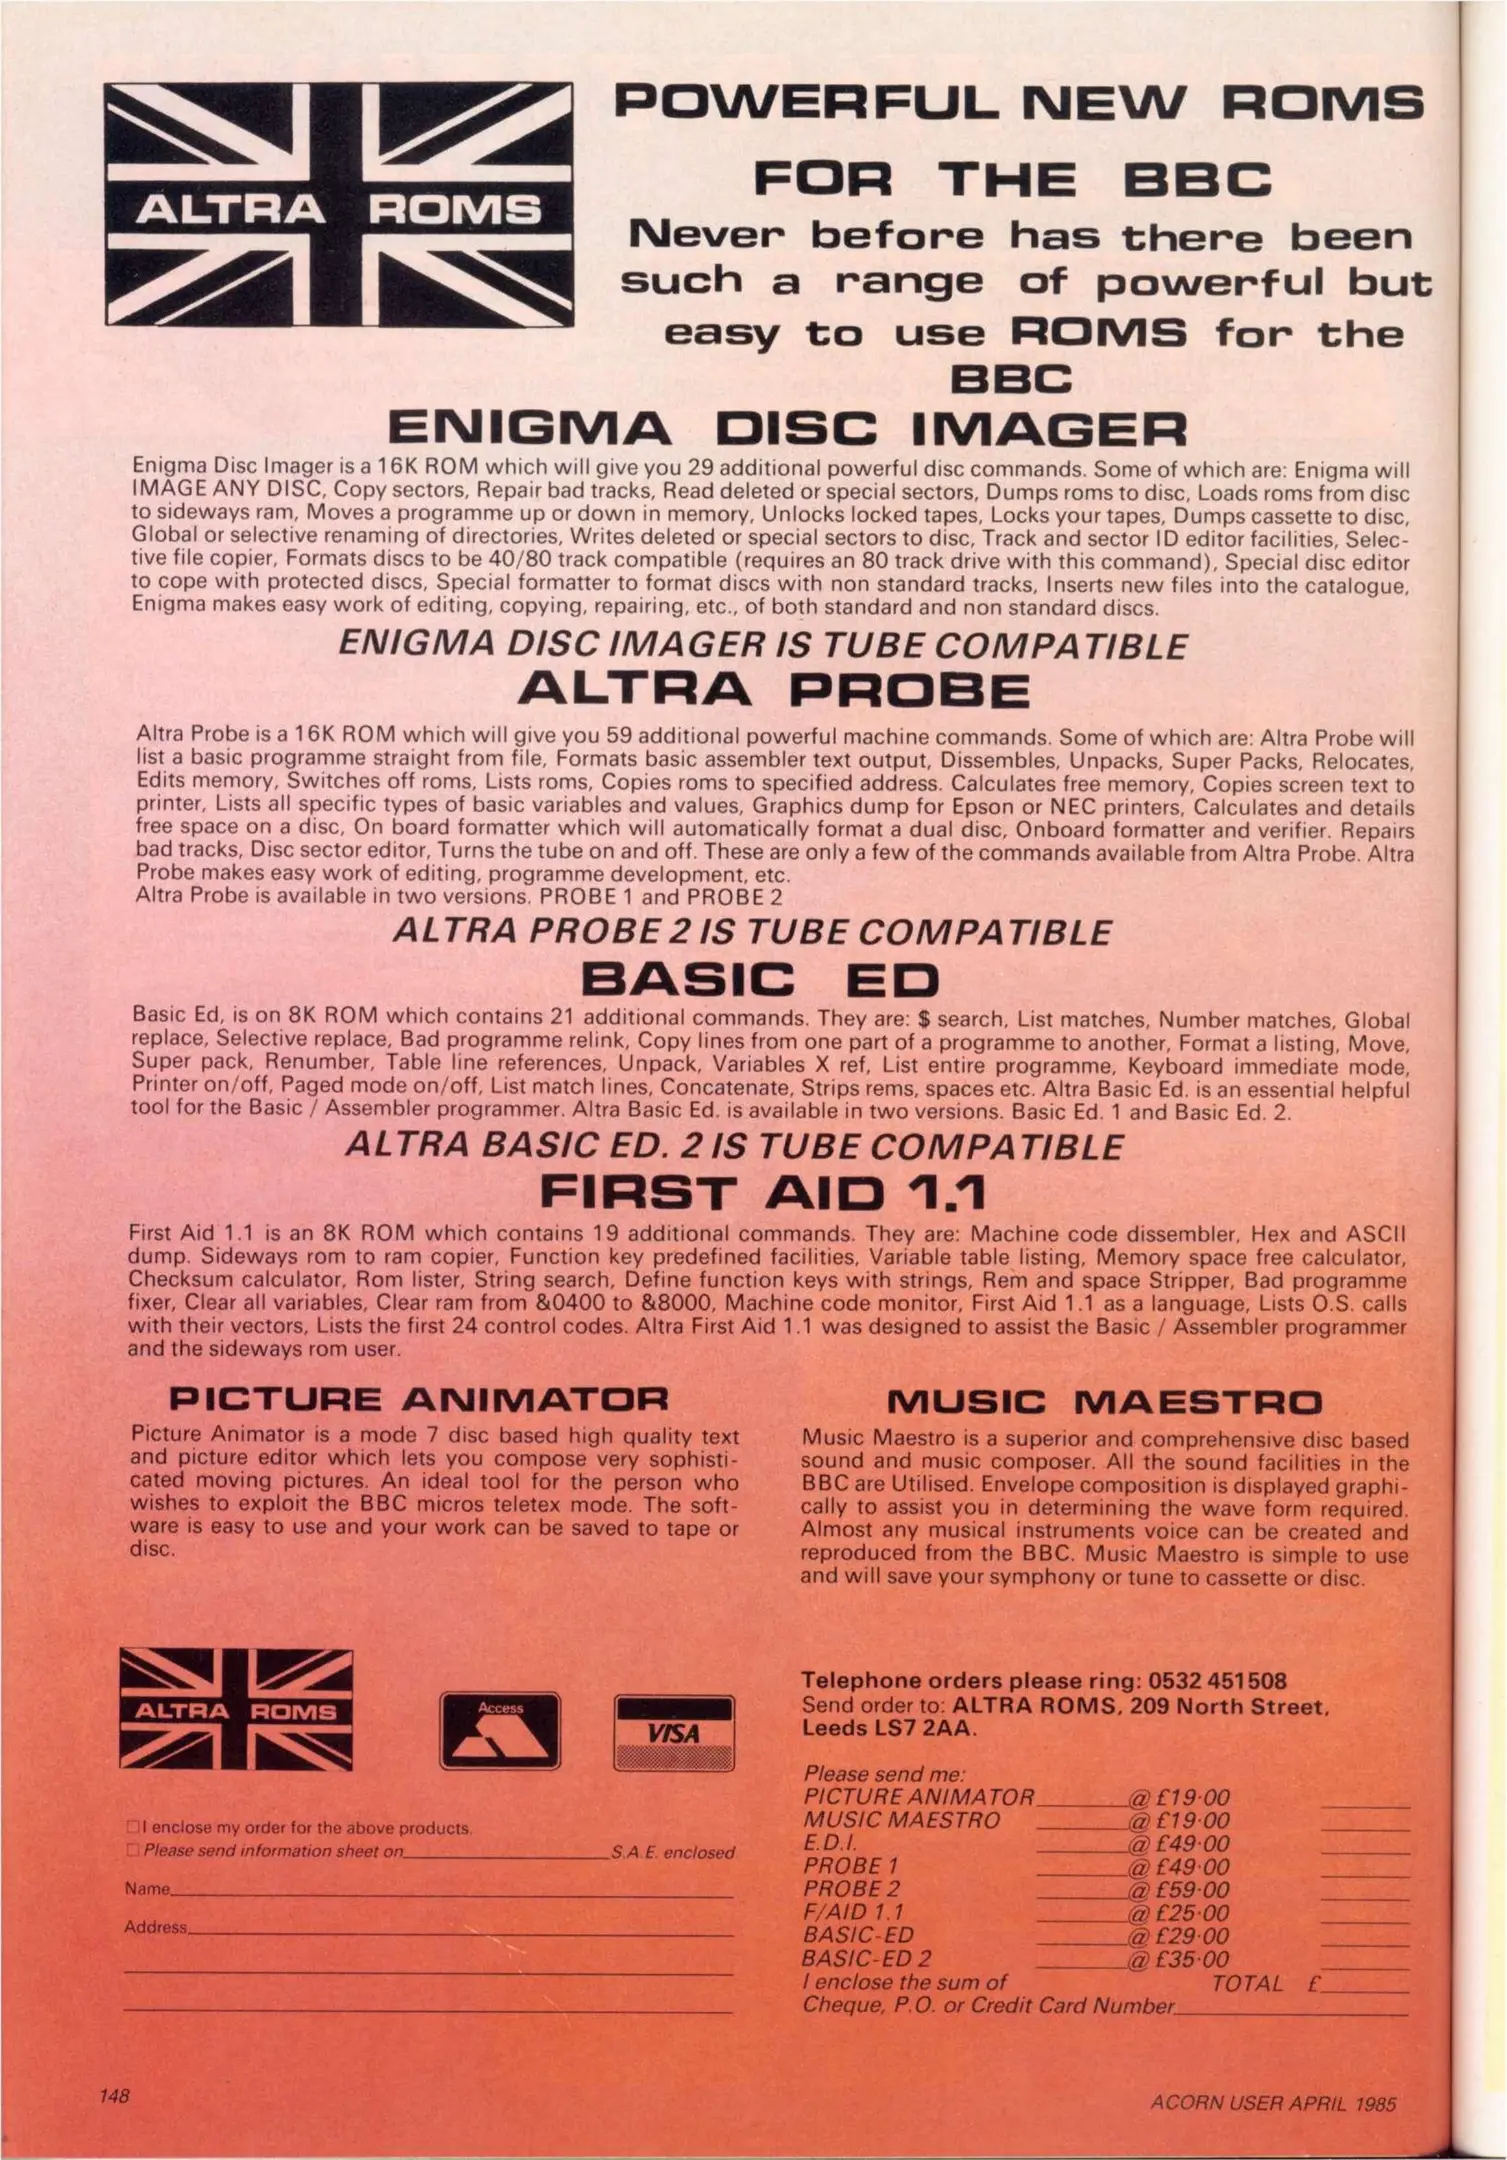 ALTRA ROMS
POWERFUL NEW ROMS
FOR THE BBC
Never before has there been
such a range of powerful but
easy to use ROMS for the
BBC
ENIGMA DISC IMAGER
Enigma Disc Imager is a 16K ROM which will give you 29 additional powerful disc commands. Some of which are: Enigma will
IMAGE ANY DISC, Copy sectors, Repair bad tracks, Read deleted or special sectors, Dumps roms to disc, Loads roms from disc
to sideways ram, Moves a programme up or down in memory, Unlocks locked tapes, Locks your tapes, Dumps cassette to disc,
Global or selective renaming of directories, Writes deleted or special sectors to disc, Track and sector ID editor facilities, Selec-
tive file copier, Formats discs to be 40/80 track compatible (requires an 80 track drive with this command), Special disc editor
to cope with protected discs, Special formatter to format discs with non standard tracks, Inserts new files into the catalogue,
Enigma makes easy work of editing, copying, repairing, etc., of both standard and non standard discs.
ENIGMA DISC IMAGER IS TUBE COMPATIBLE
ALTRA PROBE
Altra Probe is a 16K ROM which will give you 59 additional powerful machine commands. Some of which are: Altra Probe will
list a basic programme straight from file, Formats basic assembler text output, Dissembles, Unpacks, Super Packs, Relocates,
Edits memory, Switches off roms, Lists roms, Copies roms to specified address. Calculates free memory, Copies screen text to
printer, Lists all specific types of basic variables and values, Graphics dump for Epson or NEC printers, Calculates and details
free space on a disc, On board formatter which will automatically format a dual disc, Onboard formatter and verifier. Repairs
bad tracks, Disc sector editor, Turns the tube on and off. These are only a few of the commands available from Altra Probe. Altra
Probe makes easy work of editing, programme development, etc.
Altra Probe is available in two versions. PROBE 1 and PROBE 2
ALTRA PROBE 2 IS TUBE COMPATIBLE
BASIC ED
Basic Ed, is on 8K ROM which contains 21 additional commands. They are: $ search, List matches, Number matches, Global
replace, Selective replace, Bad programme relink, Copy lines from one part of a programme to another, Format a listing, Move,
Super pack, Renumber, Table line references, Unpack, Variables X ref, List entire programme, Keyboard immediate mode,
Printer on/off, Paged mode on/off, List match lines, Concatenate, Strips rems, spaces etc. Altra Basic Ed. is an essential helpful
tool for the Basic / Assembler programmer. Altra Basic Ed. is available in two versions. Basic Ed. 1 and Basic Ed. 2.
ALTRA BASIC ED. 2 IS TUBE COMPATIBLE
FIRST AID 1.1
First Aid 1.1 is an 8K ROM which contains 19 additional commands. They are: Machine code dissembler, Hex and ASCII
dump. Sideways rom to ram copier, Function key predefined facilities, Variable table listing, Memory space free calculator,
Checksum calculator, Rom lister, String search, Define function keys with strings, Rem and space Stripper, Bad programme
fixer, Clear all variables, Clear ram from &0400 to &8000, Machine code monitor, First Aid 1.1 as a language, Lists O.S. calls
with their vectors, Lists the first 24 control codes. Altra First Aid 1.1 was designed to assist the Basic / Assembler programmer
and the sideways rom user.
PICTURE ANIMATOR
Picture Animator is a mode 7 disc based high quality text
and picture editor which lets you compose very sophisti-
cated moving pictures. An ideal tool for the person who
wishes to exploit the BBC micros teletex mode. The soft-
ware is easy to use and your work can be saved to tape or
disc.
MUSIC MAESTRO
Music Maestro is a superior and comprehensive disc based
sound and music composer. All the sound facilities in the
BBC are Utilised. Envelope composition is displayed graphi-
cally to assist you in determining the wave form required.
Almost any musical instruments voice can be created and
reproduced from the BBC. Music Maestro is simple to use
and will save your symphony or tune to cassette or disc.
ALTRA ROMS
Access
VISA
I enclose my order for the above products.
Please send information sheet on S.A.E. enclosed
Name
Address
Telephone orders please ring: 0532 451508
Send order to: ALTRA ROMS, 209 North Street,
Leeds LS7 2AA.
Please send me:
PICTURE ANIMATOR @ £19·00
MUSIC MAESTRO @ £19·00
E.D.I. @ £49·00
PROBE 1 @ £49·00
PROBE 2 @ £59·00
F/AID 1.1 @ £25·00
BASIC-ED @ £29·00
BASIC-ED 2 @ £35·00
I enclose the sum of TOTAL £
Cheque, P.O. or Credit Card Number
148
ACORN USER APRIL 1985